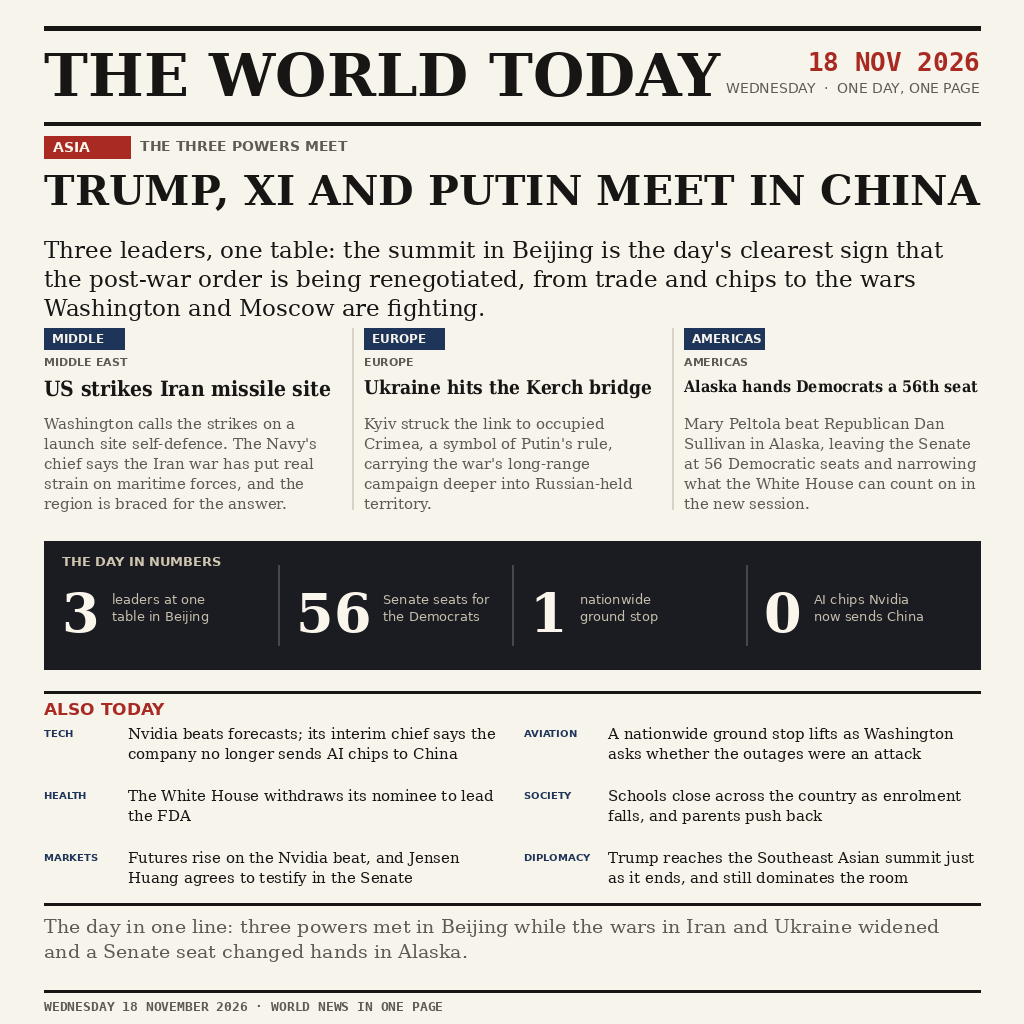 THE WORLD TODAY
18 NOV 2026
WEDNESDAY · ONE DAY, ONE PAGE
ASIA
THE THREE POWERS MEET
TRUMP, XI AND PUTIN MEET IN CHINA
Three leaders, one table: the summit in Beijing is the day's clearest sign that
the post-war order is being renegotiated, from trade and chips to the wars
Washington and Moscow are fighting.
MIDDLE
MIDDLE EAST
US strikes Iran missile site
Washington calls the strikes on a
launch site self-defence. The Navy's
chief says the Iran war has put real
strain on maritime forces, and the
region is braced for the answer.
EUROPE
EUROPE
Ukraine hits the Kerch bridge
Kyiv struck the link to occupied
Crimea, a symbol of Putin's rule,
carrying the war's long-range
campaign deeper into Russian-held
territory.
AMERICAS
AMERICAS
Alaska hands Democrats a 56th seat
Mary Peltola beat Republican Dan
Sullivan in Alaska, leaving the Senate
at 56 Democratic seats and narrowing
what the White House can count on in
the new session.
THE DAY IN NUMBERS
3
leaders at one
table in Beijing
56
Senate seats for
the Democrats
1
nationwide
ground stop
0
AI chips Nvidia
now sends China
ALSO TODAY
TECH
Nvidia beats forecasts; its interim chief says the
company no longer sends AI chips to China
AVIATION
A nationwide ground stop lifts as Washington
asks whether the outages were an attack
HEALTH
The White House withdraws its nominee to lead
the FDA
SOCIETY
Schools close across the country as enrolment
falls, and parents push back
MARKETS
Futures rise on the Nvidia beat, and Jensen
Huang agrees to testify in the Senate
DIPLOMACY
Trump reaches the Southeast Asian summit just
as it ends, and still dominates the room
The day in one line: three powers met in Beijing while the wars in Iran and Ukraine widened
and a Senate seat changed hands in Alaska.
WEDNESDAY 18 NOVEMBER 2026 · WORLD NEWS IN ONE PAGE